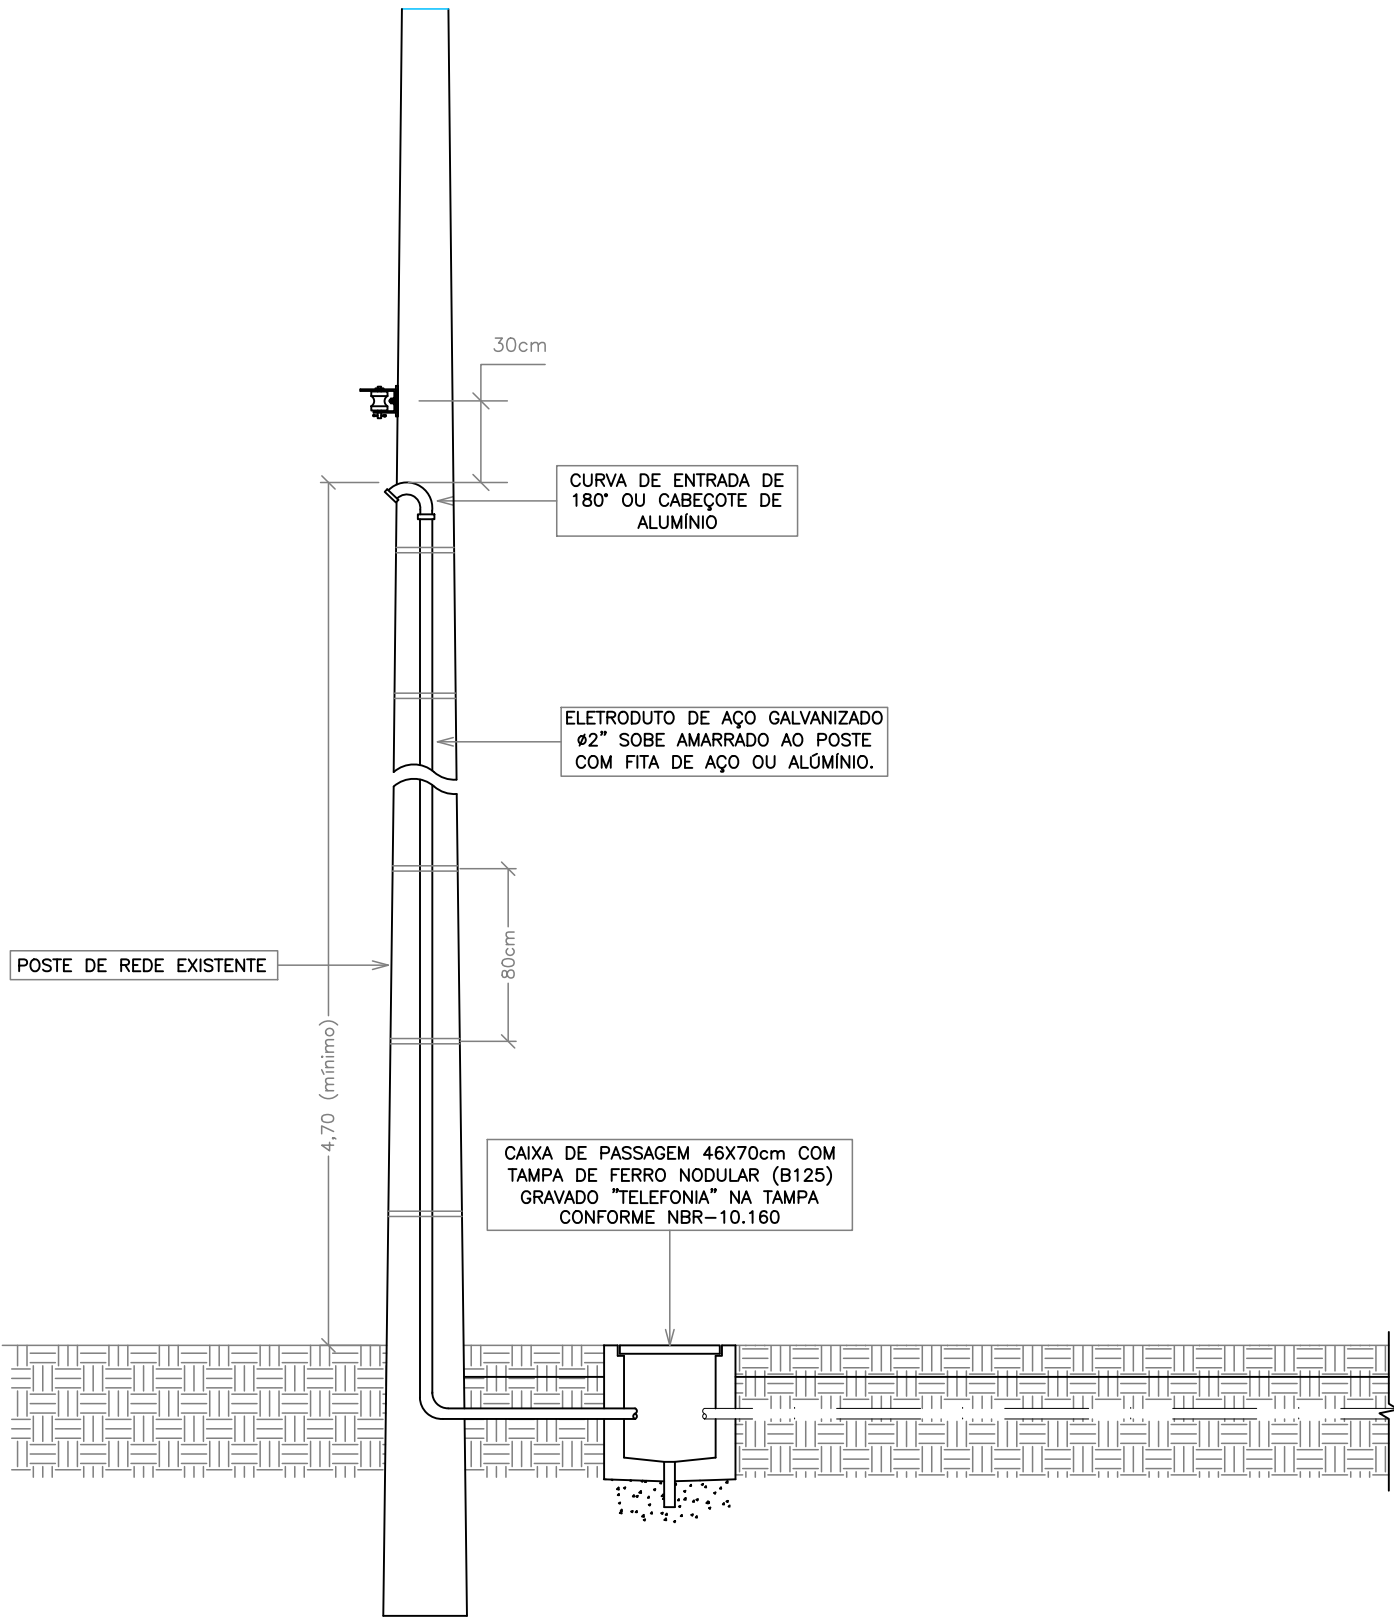 30cm
CURVA DE ENTRADA DE
180° OU CABEÇOTE DE
ALUMÍNIO
ELETRODUTO DE AÇO GALVANIZADO
ø2" SOBE AMARRADO AO POSTE
COM FITA DE AÇO OU ALÚMÍNIO.
80cm
POSTE DE REDE EXISTENTE
4,70 (mínimo)
CAIXA DE PASSAGEM 46X70cm COM
TAMPA DE FERRO NODULAR (B125)
GRAVADO "TELEFONIA" NA TAMPA
CONFORME NBR-10.160